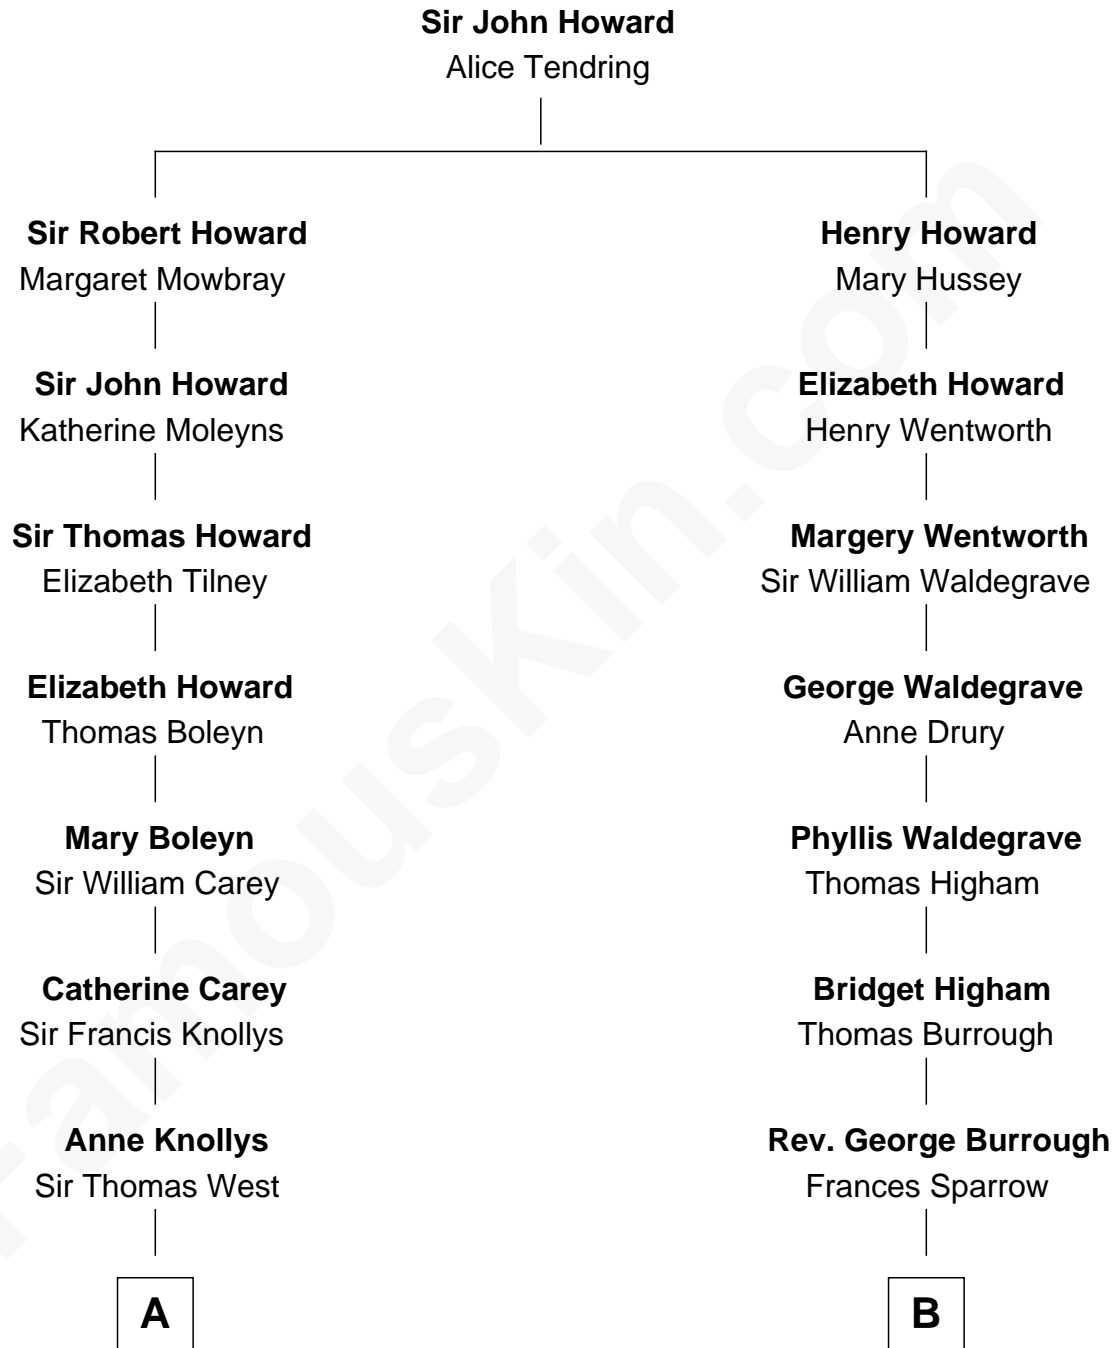 Sir John Howard
Alice Tendring
Sir Robert Howard
Margaret Mowbray
Henry Howard
Mary Hussey
Sir John Howard
Katherine Moleyns
Elizabeth Howard
Henry Wentworth
Sir Thomas Howard
Elizabeth Tilney
Margery Wentworth
Sir William Waldegrave
Elizabeth Howard
Thomas Boleyn
George Waldegrave
Anne Drury
Mary Boleyn
Sir William Carey
Phyllis Waldegrave
Thomas Higham
Catherine Carey
Sir Francis Knollys
Bridget Higham
Thomas Burrough
Anne Knollys
Sir Thomas West
Rev. George Burrough
Frances Sparrow
A
B
FamousKin.com